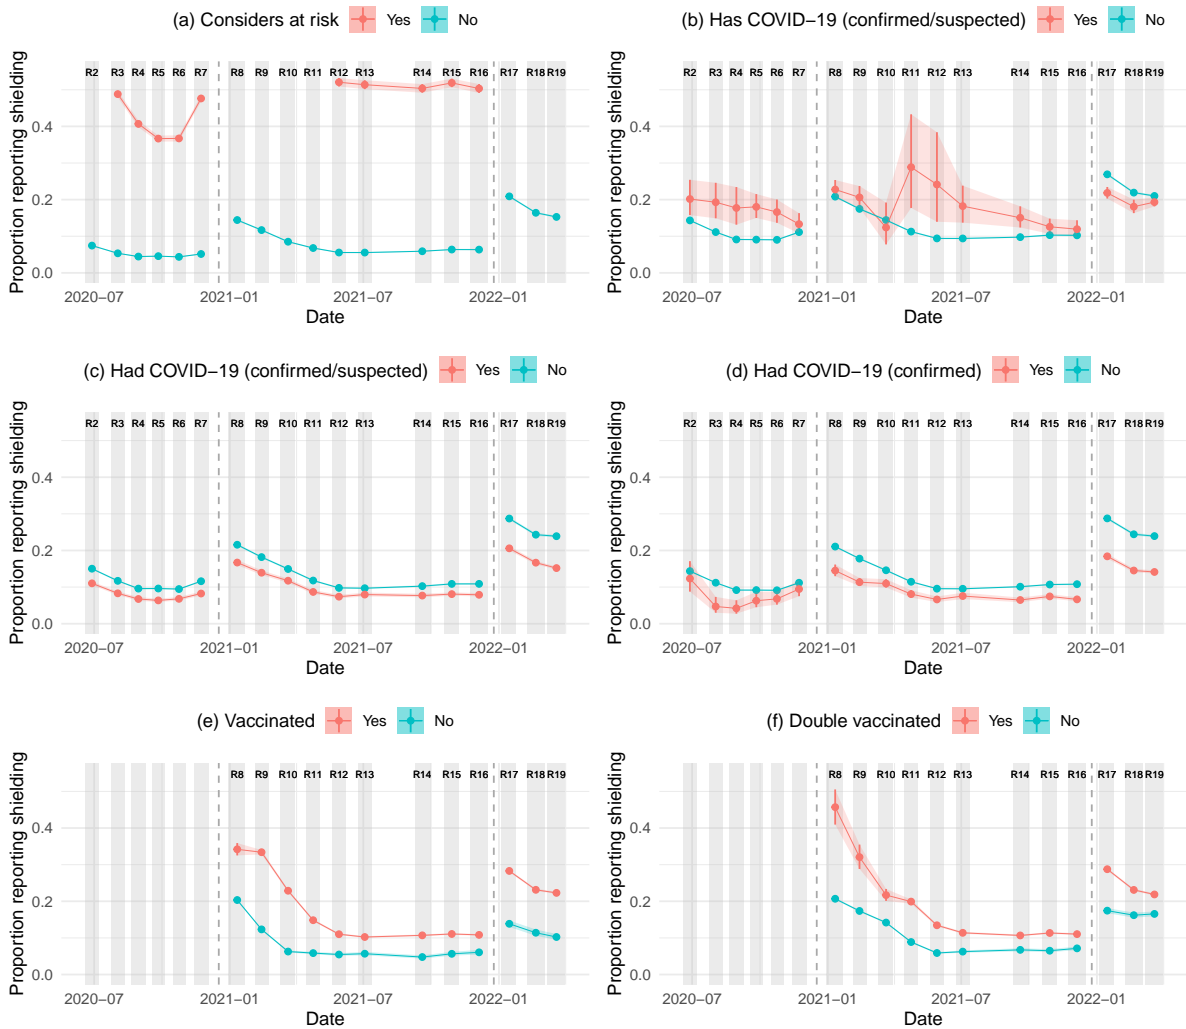 (a) Considers at risk Yes No
R2 R3 R4 R5 R6 R7 R8 R9 R10 R11 R12 R13 R14 R15 R16 R17 R18 R19
Proportion reporting shielding
0.4
0.2
0.0
2020−07 2021−01 2021−07 2022−01
Date
(b) Has COVID−19 (confirmed/suspected) Yes No
R2 R3 R4 R5 R6 R7 R8 R9 R10 R11 R12 R13 R14 R15 R16 R17 R18 R19
Proportion reporting shielding
0.4
0.2
0.0
2020−07 2021−01 2021−07 2022−01
Date
(c) Had COVID−19 (confirmed/suspected) Yes No
R2 R3 R4 R5 R6 R7 R8 R9 R10 R11 R12 R13 R14 R15 R16 R17 R18 R19
Proportion reporting shielding
0.4
0.2
0.0
2020−07 2021−01 2021−07 2022−01
Date
(d) Had COVID−19 (confirmed) Yes No
R2 R3 R4 R5 R6 R7 R8 R9 R10 R11 R12 R13 R14 R15 R16 R17 R18 R19
Proportion reporting shielding
0.4
0.2
0.0
2020−07 2021−01 2021−07 2022−01
Date
(e) Vaccinated Yes No
R8 R9 R10 R11 R12 R13 R14 R15 R16 R17 R18 R19
Proportion reporting shielding
0.4
0.2
0.0
2020−07 2021−01 2021−07 2022−01
Date
(f) Double vaccinated Yes No
R8 R9 R10 R11 R12 R13 R14 R15 R16 R17 R18 R19
Proportion reporting shielding
0.4
0.2
0.0
2020−07 2021−01 2021−07 2022−01
Date